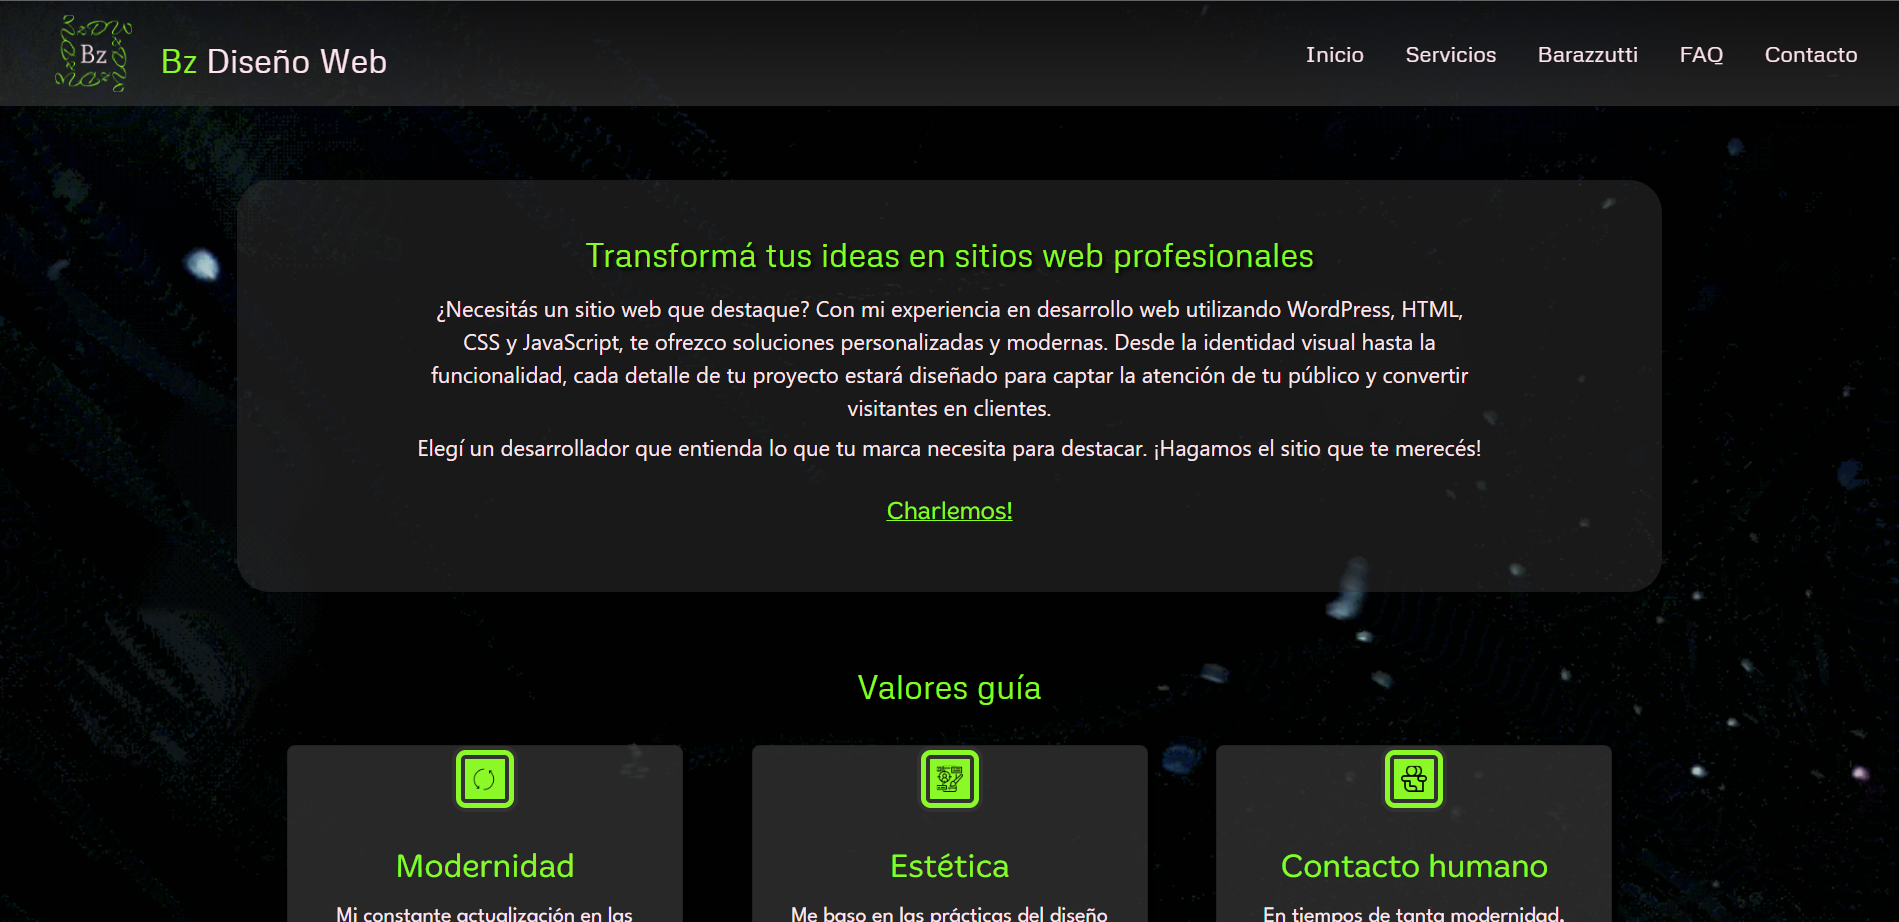 Bz
Bz Diseño Web
Inicio Servicios Barazzutti FAQ Contacto
Transformá tus ideas en sitios web profesionales
¿Necesitás un sitio web que destaque? Con mi experiencia en desarrollo web utilizando WordPress, HTML,
CSS y JavaScript, te ofrezco soluciones personalizadas y modernas. Desde la identidad visual hasta la
funcionalidad, cada detalle de tu proyecto estará diseñado para captar la atención de tu público y convertir
visitantes en clientes.
Elegí un desarrollador que entienda lo que tu marca necesita para destacar. ¡Hagamos el sitio que te merecés!
Charlemos!
Valores guía
Modernidad
Mi constante actualización en las
Estética
Me baso en las prácticas del diseño
Contacto humano
En tiempos de tanta modernidad,